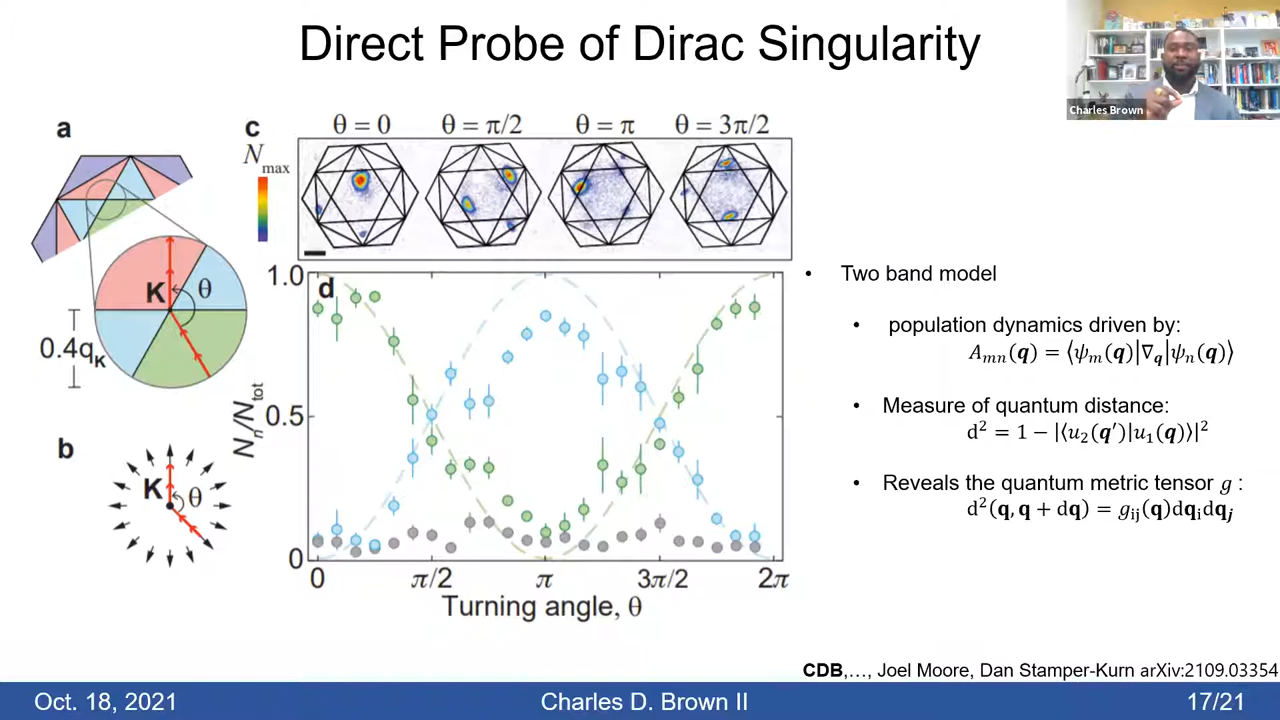 Direct Probe of Dirac Singularity
Charles Brown
a
K
θ
0.4q_K
b
K
θ
c
N_max
θ = 0
θ = π/2
θ = π
θ = 3π/2
d
N_n/N_tot
1.0
0.5
0
0
π/2
π
3π/2
2π
Turning angle, θ
• Two band model
• population dynamics driven by:
A_mn(q) = ⟨ψ_m(q)|∇_q|ψ_n(q)⟩
• Measure of quantum distance:
d² = 1 − |⟨u₂(q′)|u₁(q)⟩|²
• Reveals the quantum metric tensor g :
d²(q, q + dq) = g_ij(q)dq_i dq_j
CDB,…, Joel Moore, Dan Stamper-Kurn arXiv:2109.03354
Oct. 18, 2021
Charles D. Brown II
17/21